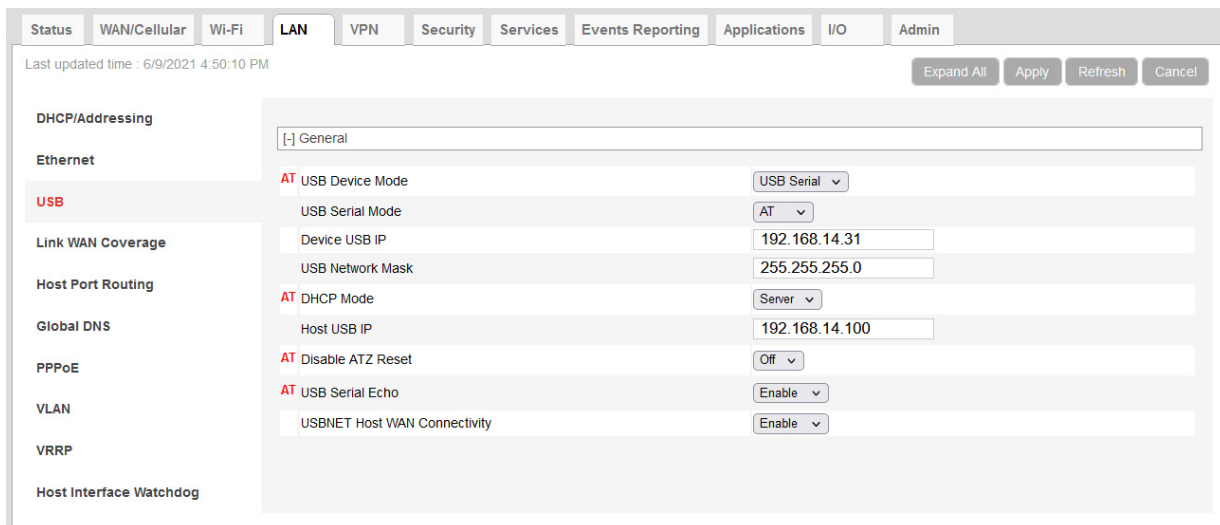 Status WAN/Cellular Wi-Fi LAN VPN Security Services Events Reporting Applications I/O Admin
Last updated time : 6/9/2021 4:50:10 PM
Expand All Apply Refresh Cancel
DHCP/Addressing
Ethernet
USB
Link WAN Coverage
Host Port Routing
Global DNS
PPPoE
VLAN
VRRP
Host Interface Watchdog
[-] General
AT USB Device Mode USB Serial
USB Serial Mode AT
Device USB IP 192.168.14.31
USB Network Mask 255.255.255.0
AT DHCP Mode Server
Host USB IP 192.168.14.100
AT Disable ATZ Reset Off
AT USB Serial Echo Enable
USBNET Host WAN Connectivity Enable